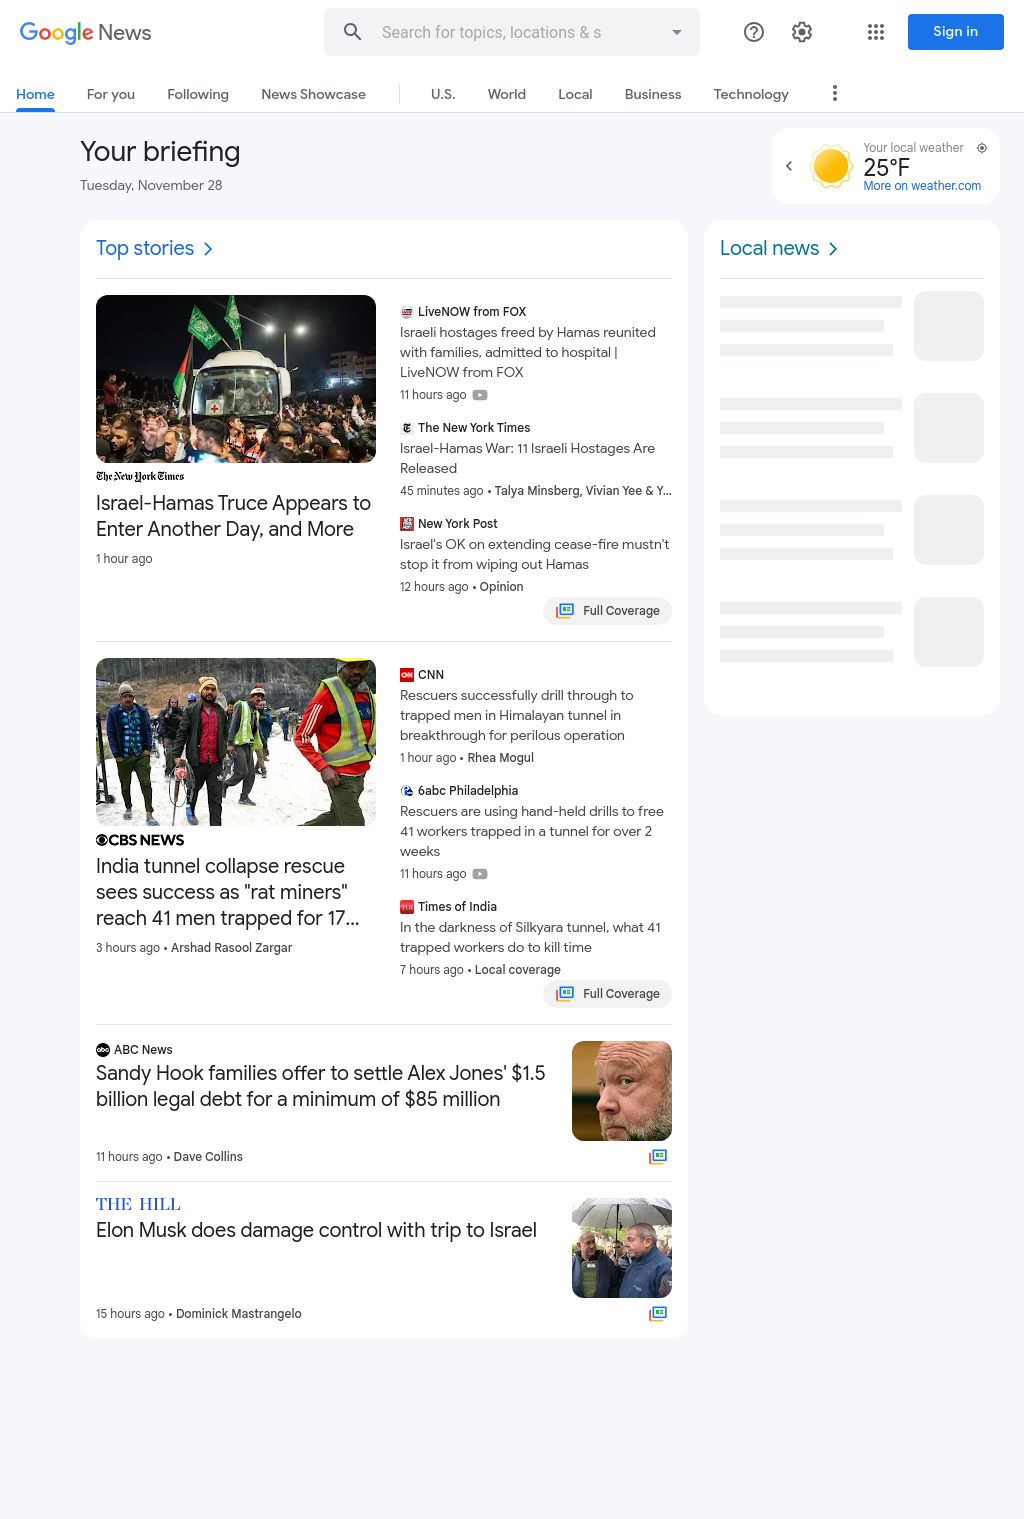 Google News
Search for topics, locations & s
Sign in
Home For you Following News Showcase U.S. World Local Business Technology
Your briefing
Tuesday, November 28
Your local weather
25°F
More on weather.com
Top stories
The New York Times
Israel-Hamas Truce Appears to
Enter Another Day, and More
1 hour ago
LiveNOW from FOX
Israeli hostages freed by Hamas reunited
with families, admitted to hospital |
LiveNOW from FOX
11 hours ago
The New York Times
Israel-Hamas War: 11 Israeli Hostages Are
Released
45 minutes ago • Talya Minsberg, Vivian Yee & Y...
New York Post
Israel's OK on extending cease-fire mustn't
stop it from wiping out Hamas
12 hours ago • Opinion
Full Coverage
CBS NEWS
India tunnel collapse rescue
sees success as "rat miners"
reach 41 men trapped for 17...
3 hours ago • Arshad Rasool Zargar
CNN
Rescuers successfully drill through to
trapped men in Himalayan tunnel in
breakthrough for perilous operation
1 hour ago • Rhea Mogul
6abc Philadelphia
Rescuers are using hand-held drills to free
41 workers trapped in a tunnel for over 2
weeks
11 hours ago
Times of India
In the darkness of Silkyara tunnel, what 41
trapped workers do to kill time
7 hours ago • Local coverage
Full Coverage
abc ABC News
Sandy Hook families offer to settle Alex Jones' $1.5
billion legal debt for a minimum of $85 million
11 hours ago • Dave Collins
THE HILL
Elon Musk does damage control with trip to Israel
15 hours ago • Dominick Mastrangelo
Local news